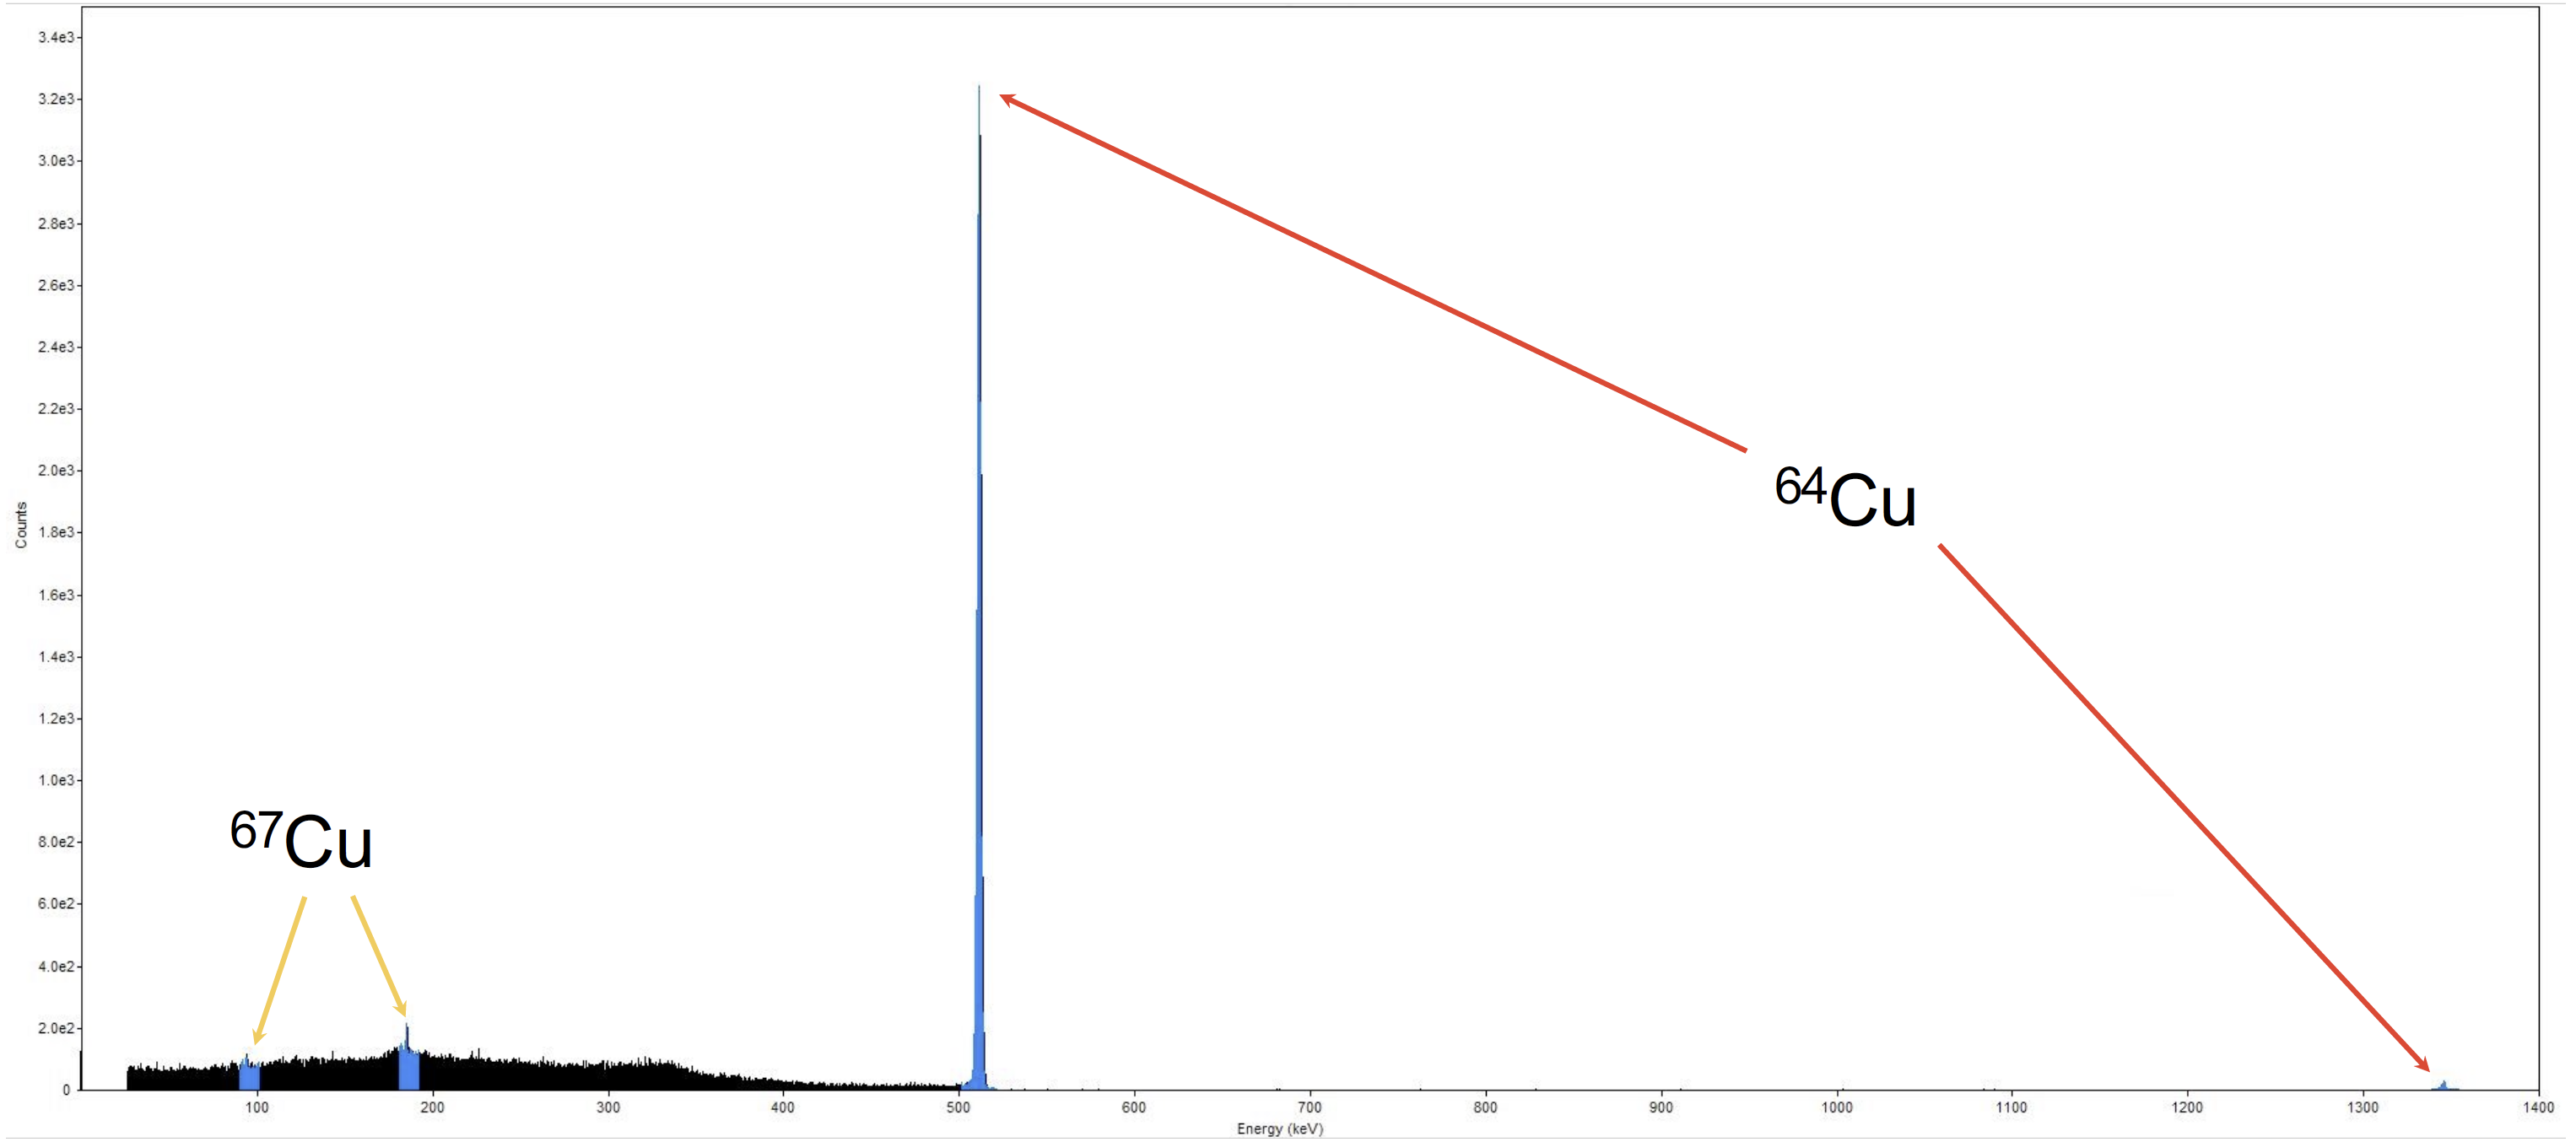 3.4e3
3.2e3
3.0e3
2.8e3
2.6e3
2.4e3
2.2e3
2.0e3
1.8e3
1.6e3
1.4e3
1.2e3
1.0e3
8.0e2
6.0e2
4.0e2
2.0e2
0
Counts
⁶⁴Cu
⁶⁷Cu
100 200 300 400 500 600 700 800 900 1000 1100 1200 1300 1400
Energy (keV)